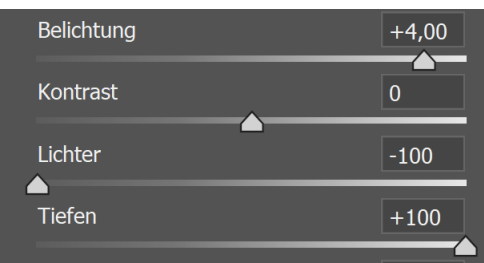 Belichtung +4,00
Kontrast 0
Lichter -100
Tiefen +100